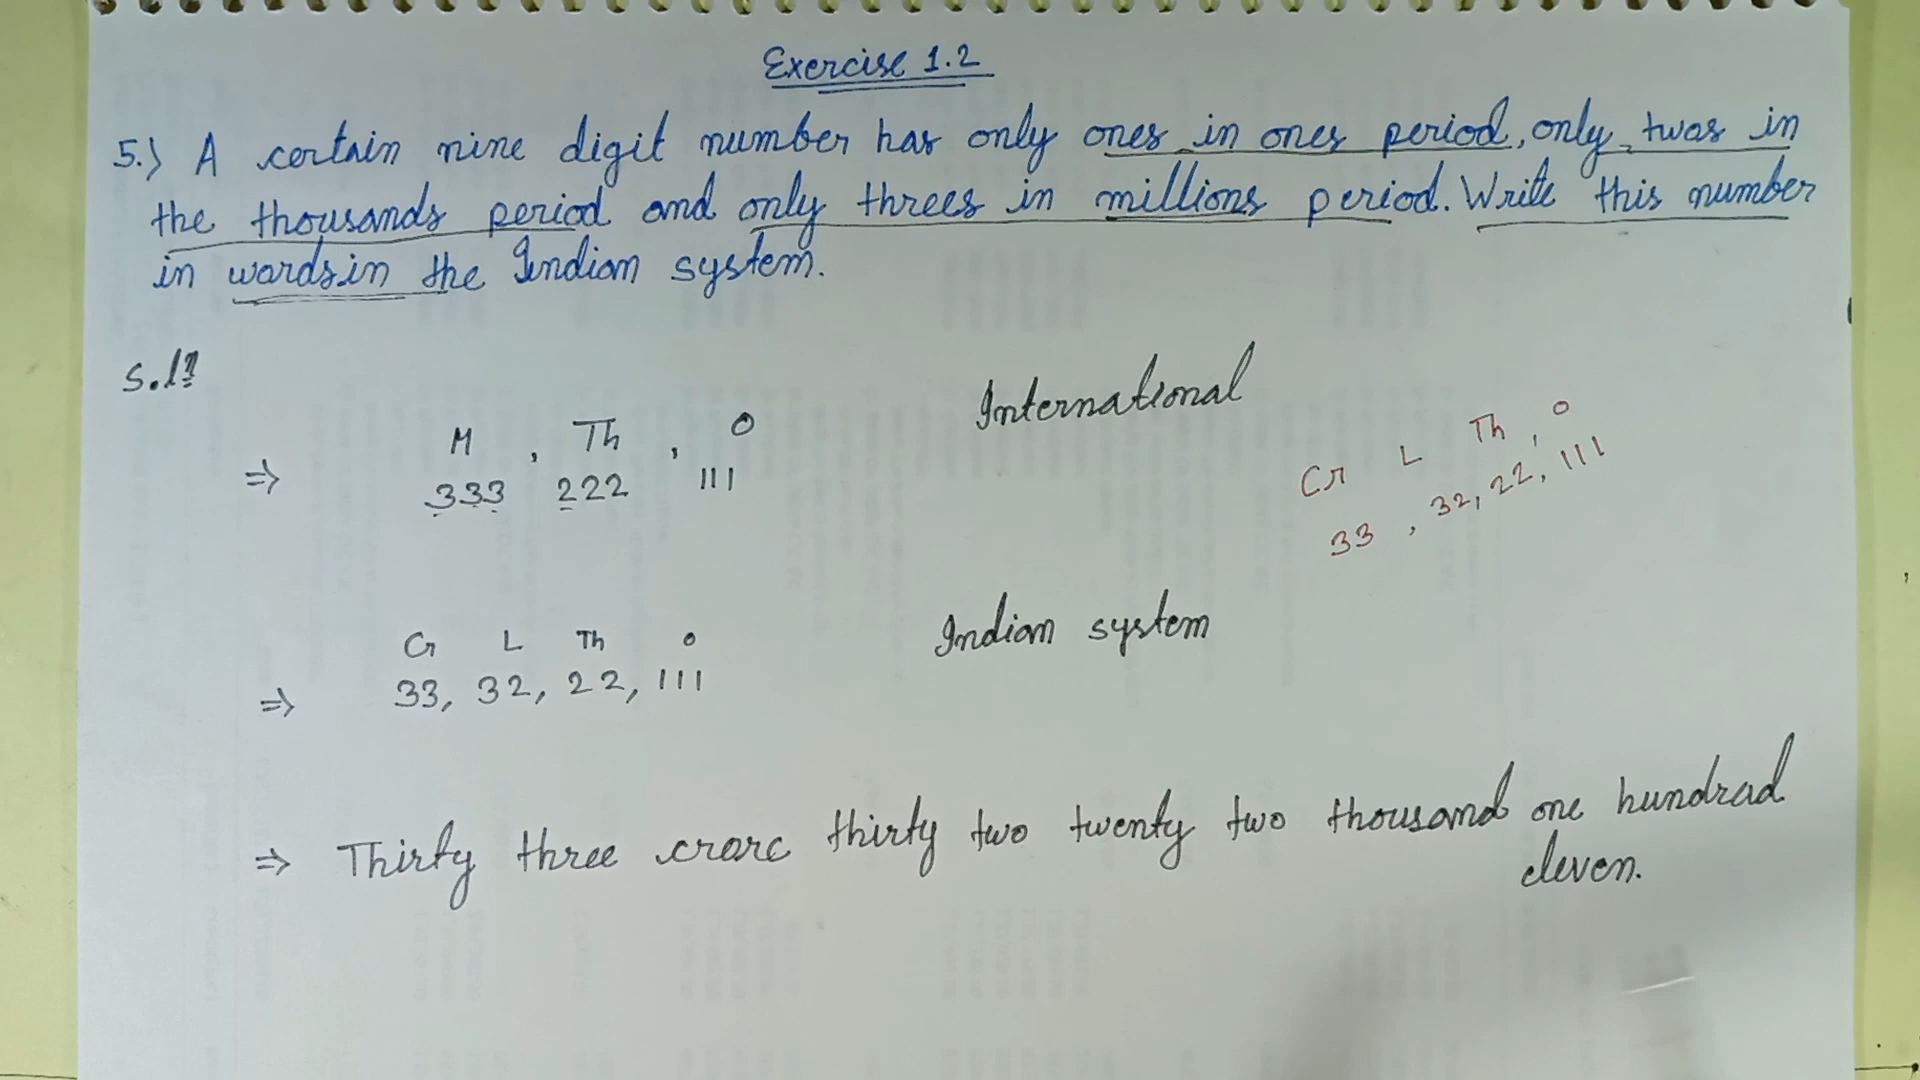 Exercise 1.2
5.) A certain nine digit number has only ones in ones period, only twos in
the thousands period and only threes in millions period. Write this number
in words in the Indian system.
Soln
International
M , Th , O
⇒ 333 222 111
Cr L Th , O
33 , 32, 22, 111
Indian system
Cr L Th O
⇒ 33, 32, 22, 111
⇒ Thirty three crore thirty two twenty two thousand one hundred
eleven.